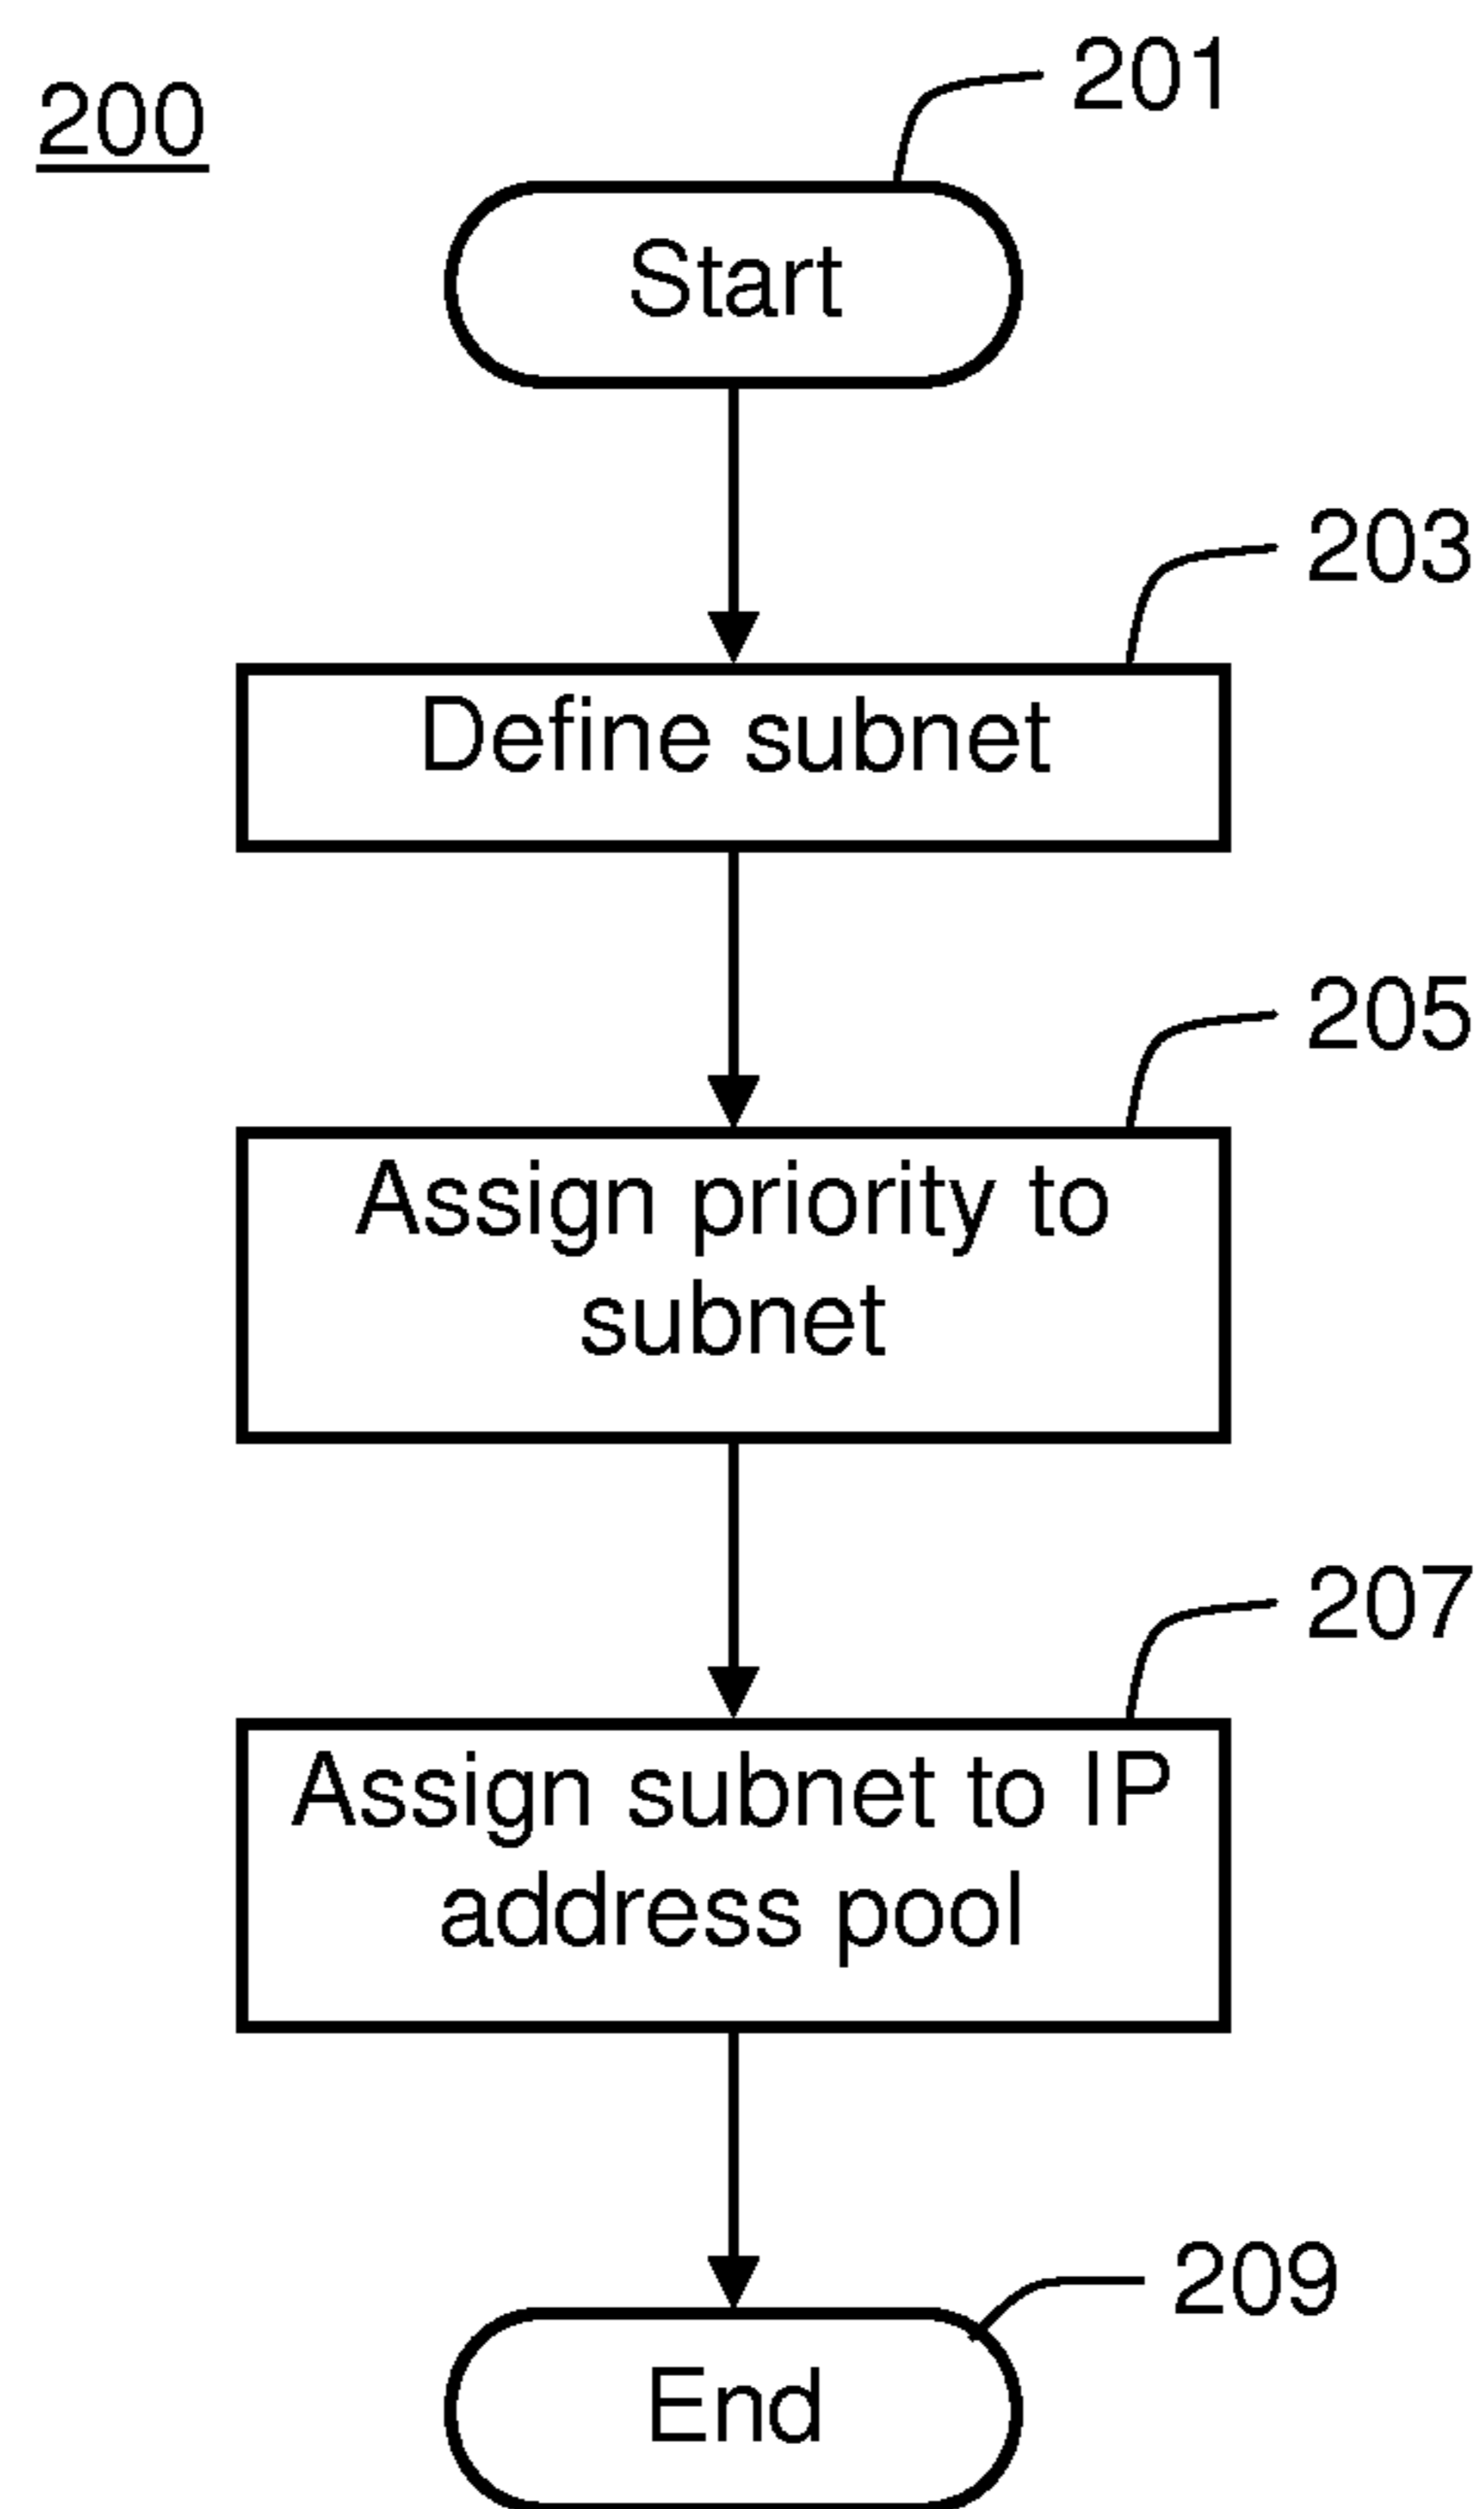 200
201
Start
203
Define subnet
205
Assign priority to
subnet
207
Assign subnet to IP
address pool
209
End